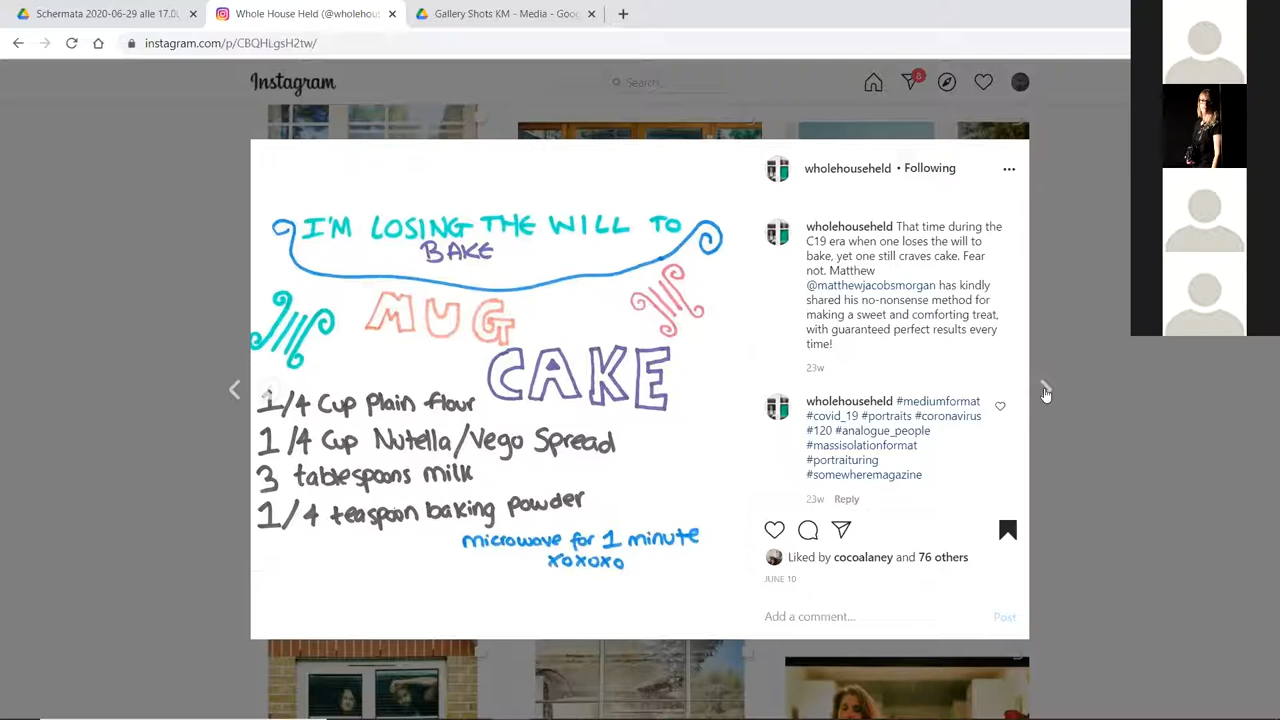 Schermata 2020-06-29 alle 17.0
Whole House Held (@wholehous
Gallery Shots KM - Media - Goo
instagram.com/p/CBQHLgsH2tw/
Instagram
Search...
8
I'M LOSING THE WILL TO
BAKE
MUG
CAKE
1/4 Cup Plain flour
1/4 Cup Nutella/Vego Spread
3 tablespoons milk
1/4 teaspoon baking powder
microwave for 1 minute
xoxoxo
wholehouseheld • Following
wholehouseheld That time during the
C19 era when one loses the will to
bake, yet one still craves cake. Fear
not. Matthew
@matthewjacobsmorgan has kindly
shared his no-nonsense method for
making a sweet and comforting treat,
with guaranteed perfect results every
time!
23w
wholehouseheld #mediumformat
#covid_19 #portraits #coronavirus
#120 #analogue_people
#massisolationformat
#portraituring
#somewheremagazine
23w Reply
Liked by cocoalaney and 76 others
JUNE 10
Add a comment... Post